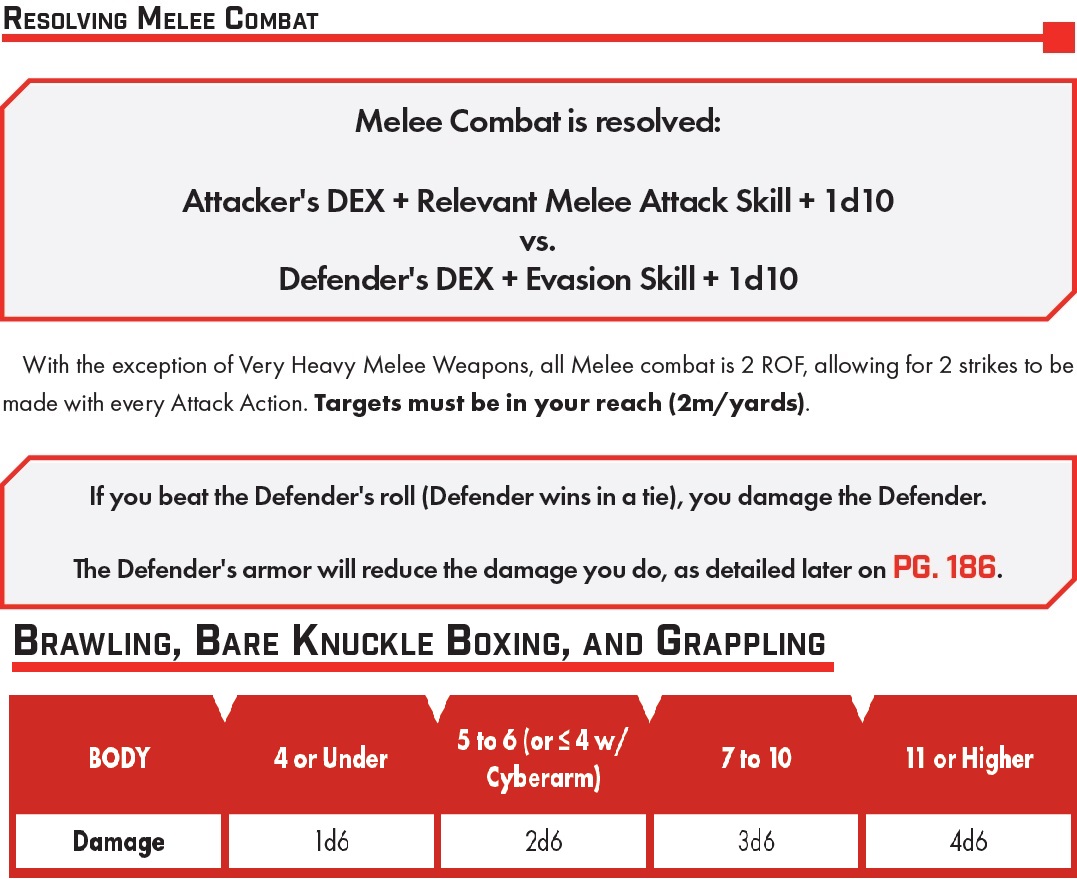 Resolving Melee Combat
Melee Combat is resolved:
Attacker's DEX + Relevant Melee Attack Skill + 1d10
vs.
Defender's DEX + Evasion Skill + 1d10
With the exception of Very Heavy Melee Weapons, all Melee combat is 2 ROF, allowing for 2 strikes to be
made with every Attack Action. Targets must be in your reach (2m/yards).
If you beat the Defender's roll (Defender wins in a tie), you damage the Defender.
The Defender's armor will reduce the damage you do, as detailed later on PG. 186.
Brawling, Bare Knuckle Boxing, and Grappling
BODY 4 or Under 5 to 6 (or ≤ 4 w/ Cyberarm) 7 to 10 11 or Higher
Damage 1d6 2d6 3d6 4d6